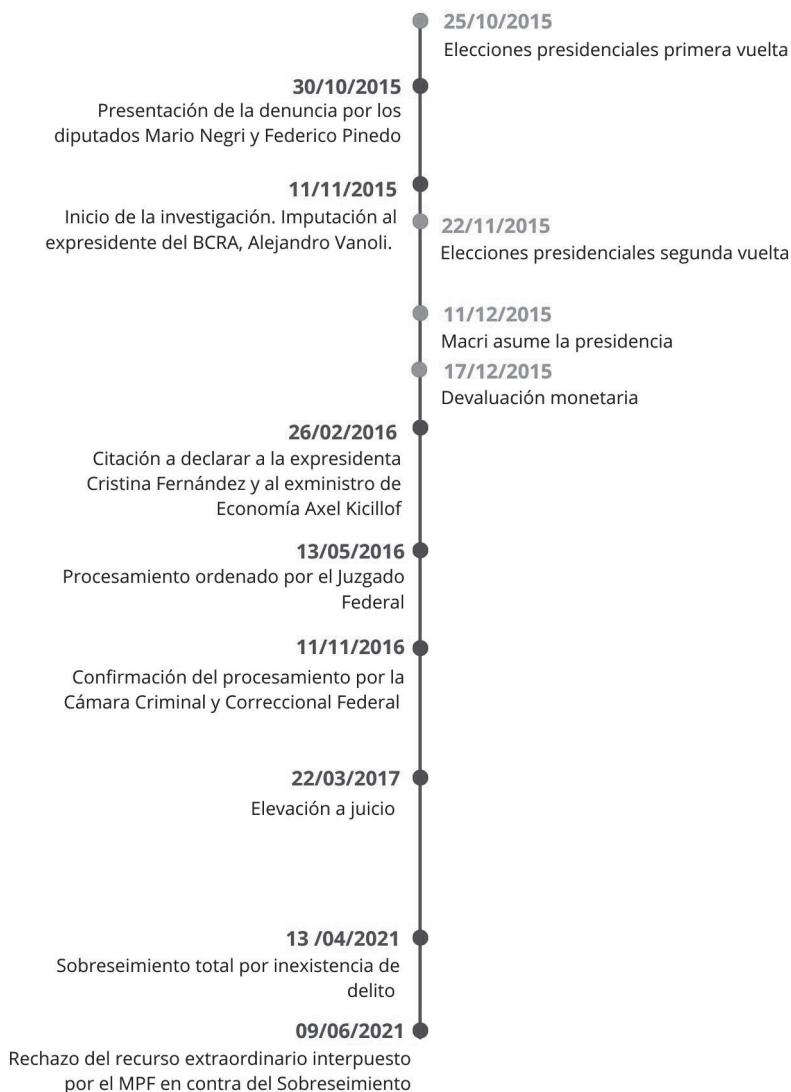 25/10/2015
Elecciones presidenciales primera vuelta
30/10/2015
Presentación de la denuncia por los
diputados Mario Negri y Federico Pinedo
11/11/2015
Inicio de la investigación. Imputación al
expresidente del BCRA, Alejandro Vanoli.
22/11/2015
Elecciones presidenciales segunda vuelta
11/12/2015
Macri asume la presidencia
17/12/2015
Devaluación monetaria
26/02/2016
Citación a declarar a la expresidenta
Cristina Fernández y al exministro de
Economía Axel Kicillof
13/05/2016
Procesamiento ordenado por el Juzgado
Federal
11/11/2016
Confirmación del procesamiento por la
Cámara Criminal y Correccional Federal
22/03/2017
Elevación a juicio
13 /04/2021
Sobreseimiento total por inexistencia de
delito
09/06/2021
Rechazo del recurso extraordinario interpuesto
por el MPF en contra del Sobreseimiento